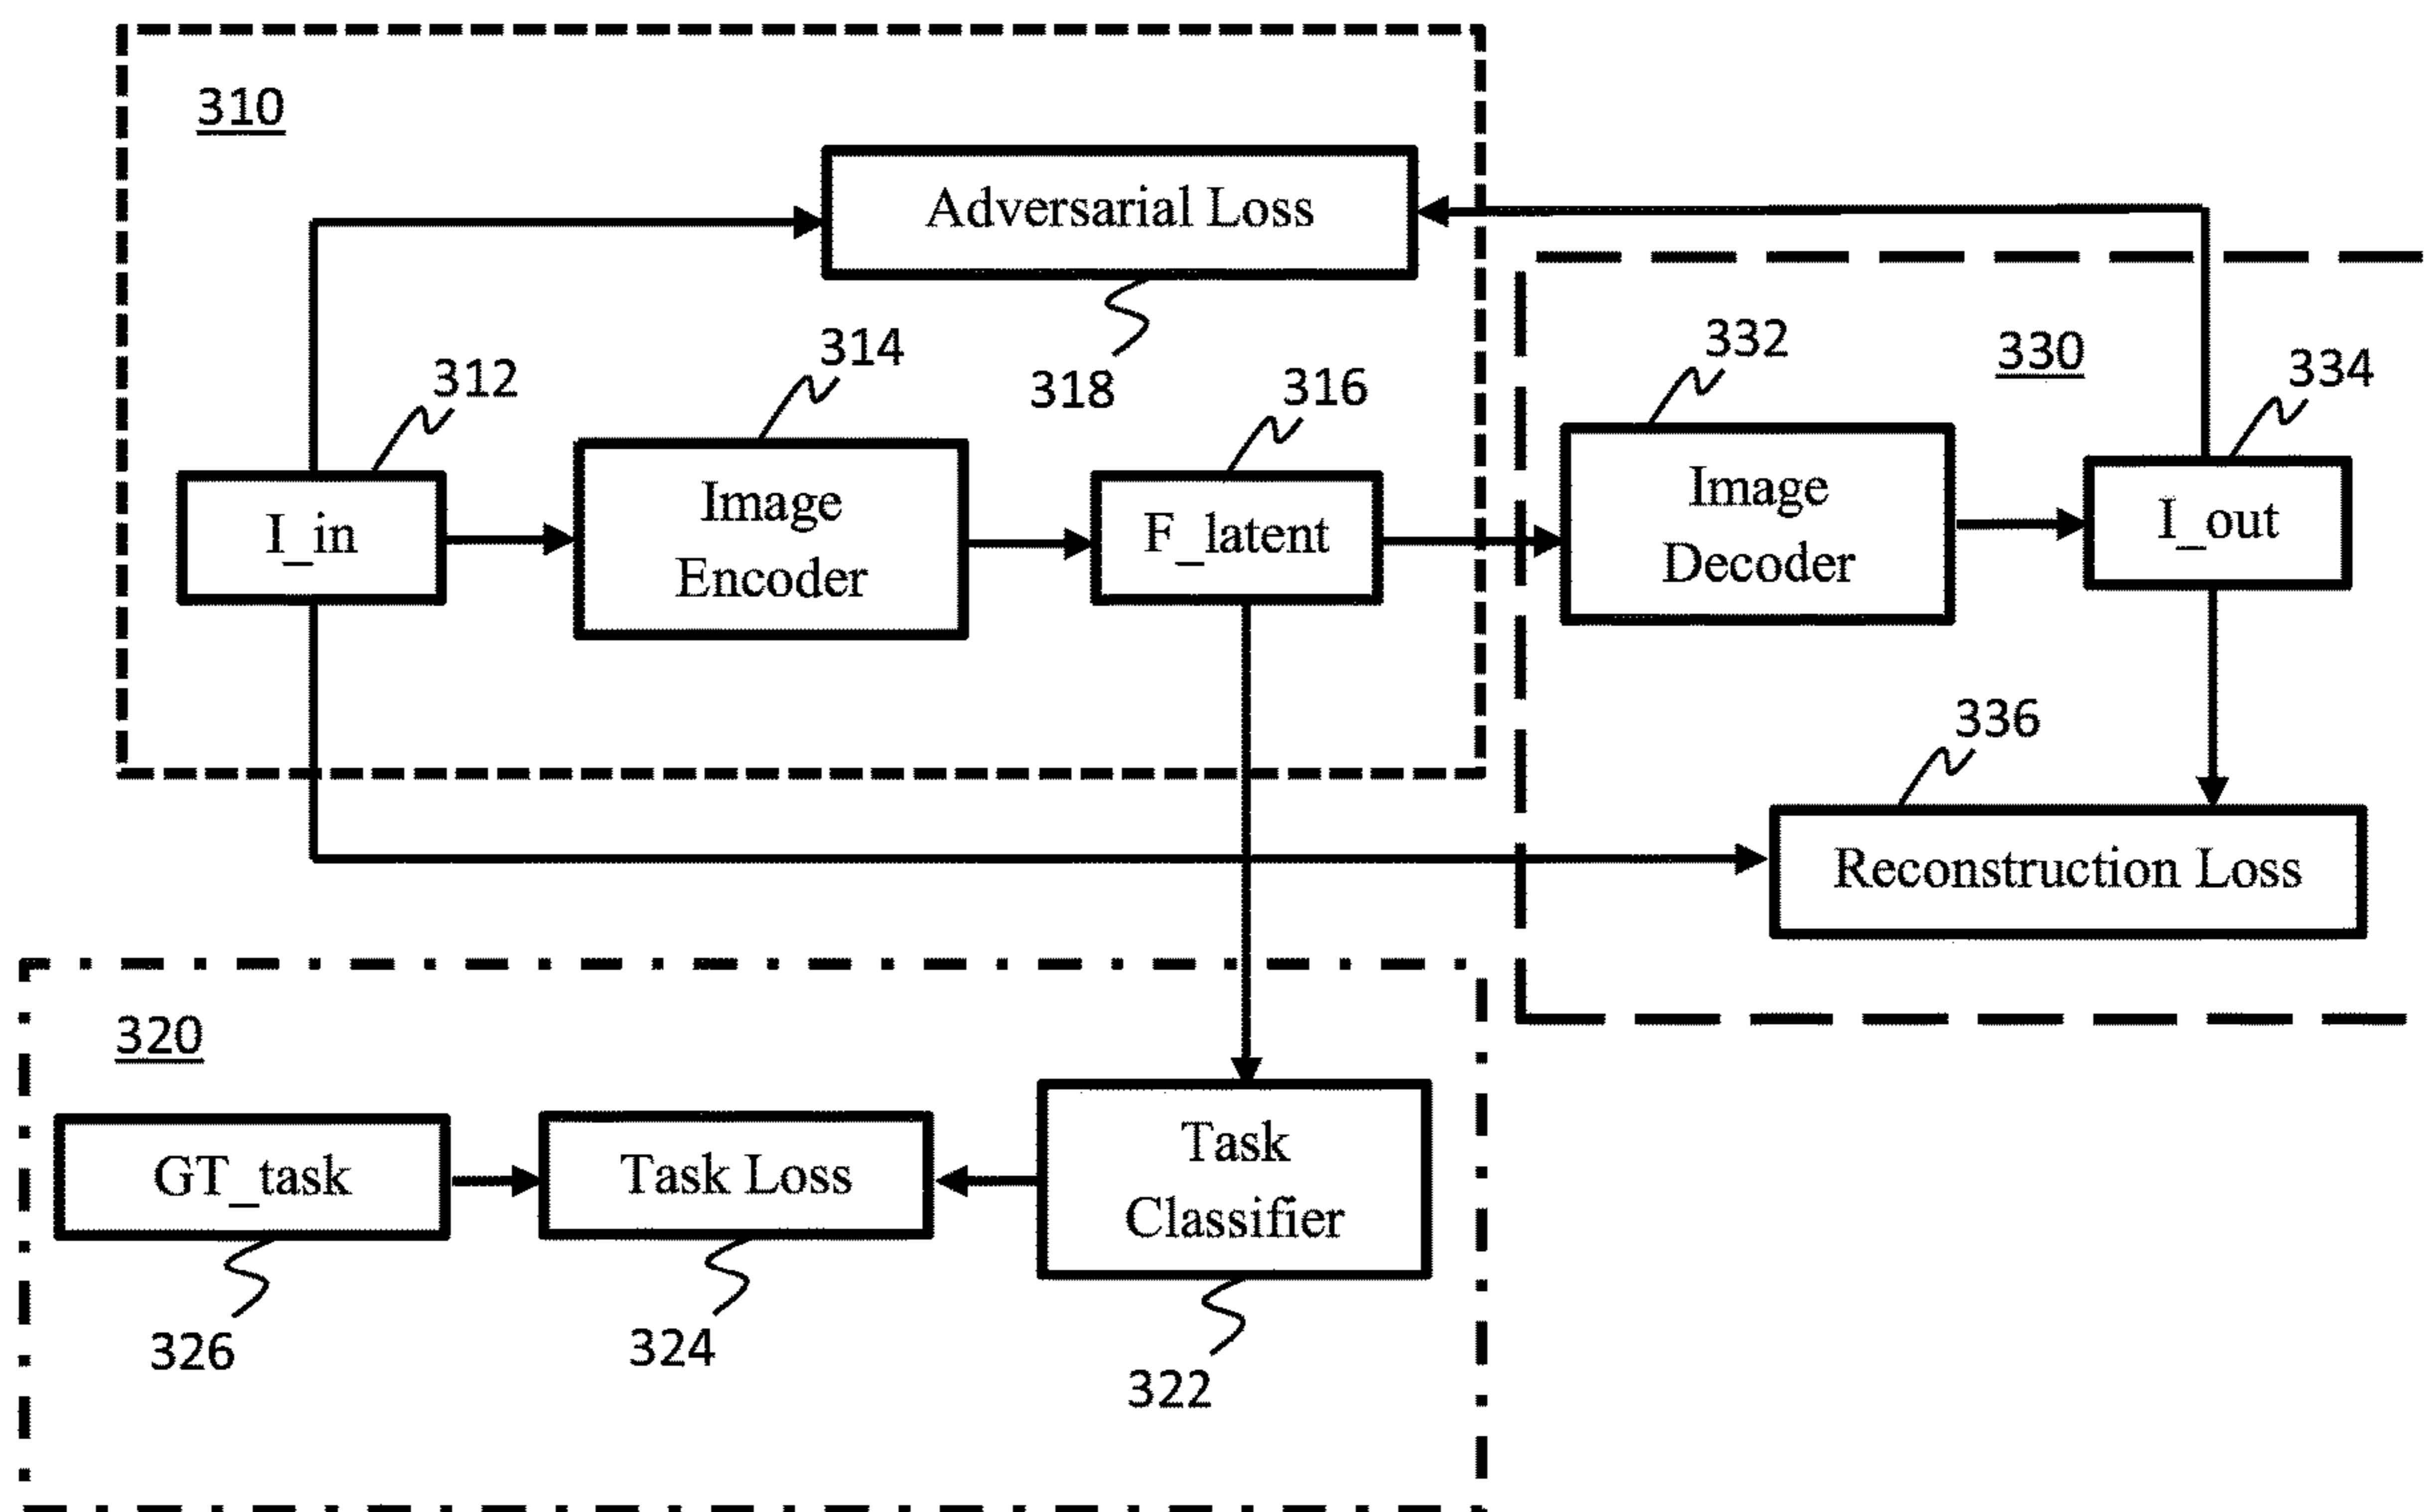 310
Adversarial Loss
318
312
314
316
332
330
334
I_in
Image
Encoder
F_latent
Image
Decoder
I_out
336
Reconstruction Loss
320
GT_task
Task Loss
Task
Classifier
326
324
322